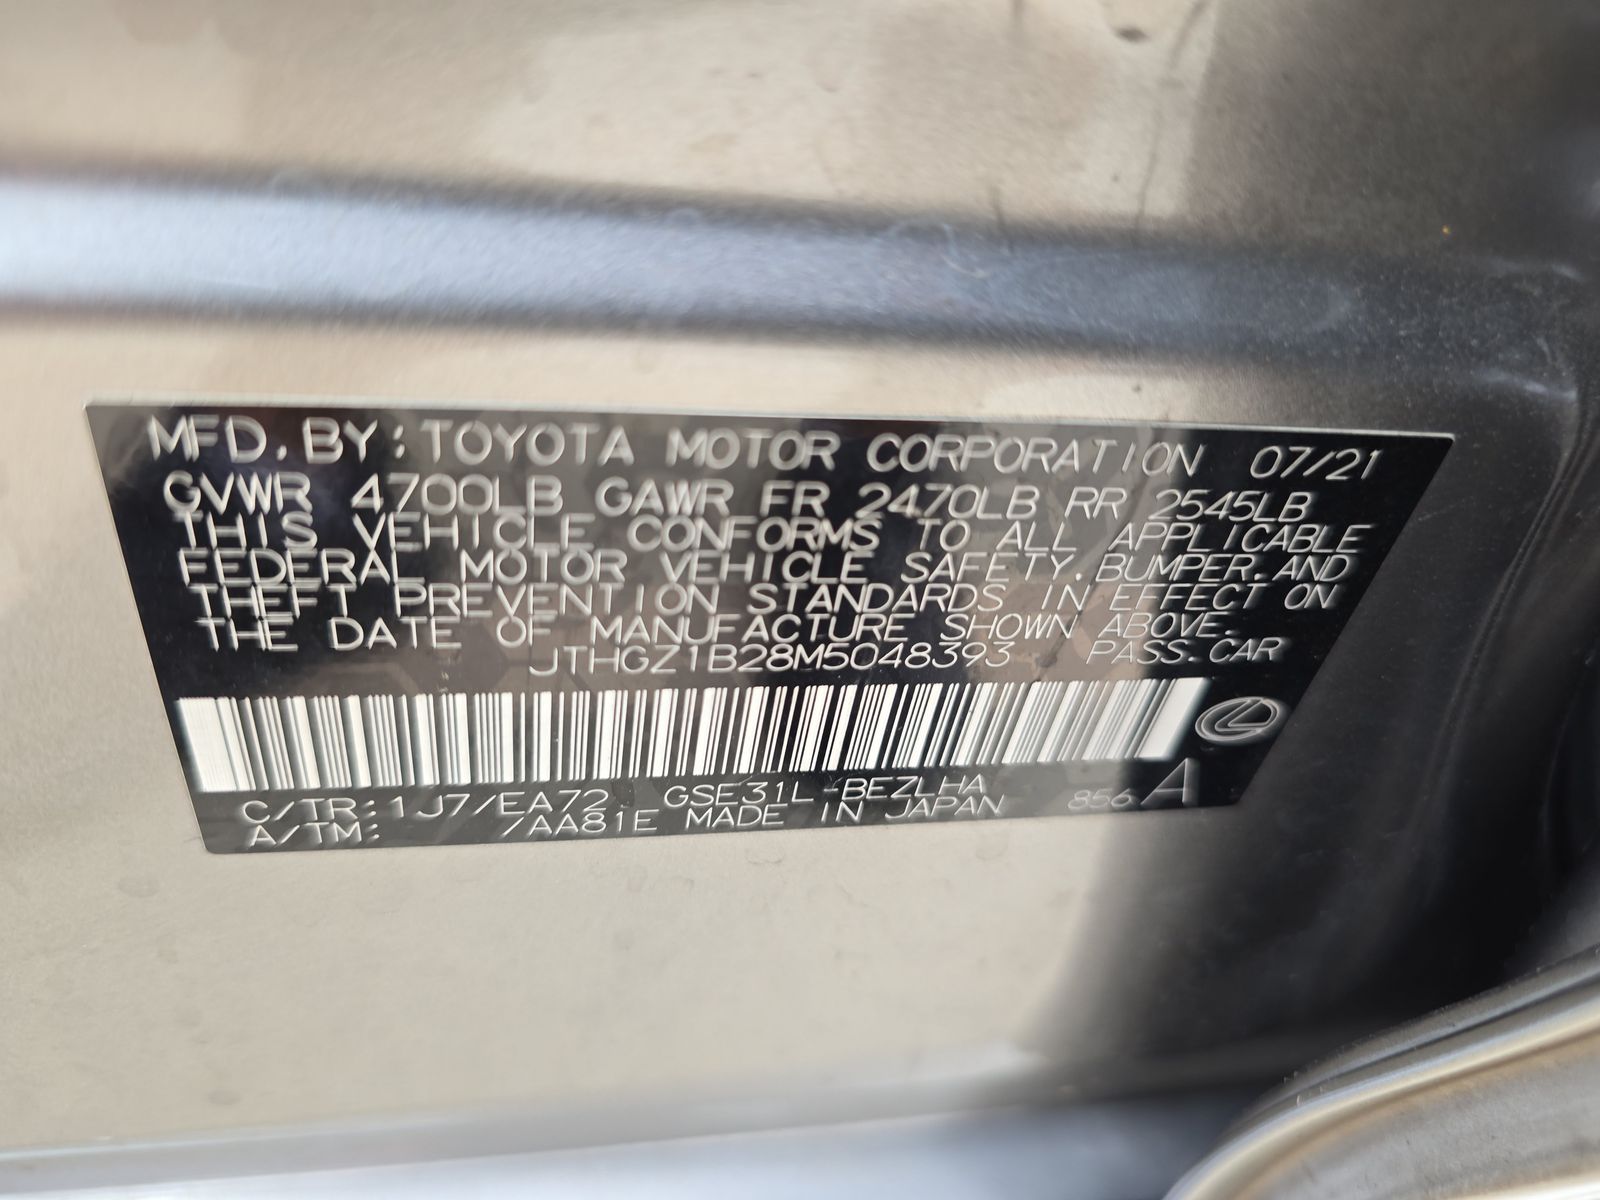 MFD. BY: TOYOTA MOTOR CORPORATION 07/21
GVWR 4700LB GAWR FR 2470LB RR 2545LB
THIS VEHICLE CONFORMS TO ALL APPLICABLE
FEDERAL MOTOR VEHICLE SAFETY, BUMPER, AND
THEFT PREVENTION STANDARDS IN EFFECT ON
THE DATE OF MANUFACTURE SHOWN ABOVE.
JTHGZ1B28M5048393 PASS. CAR
C/TR: 1J7/EA72 GSE31L-BEZLHA 856 A
A/TM: /AA81E MADE IN JAPAN